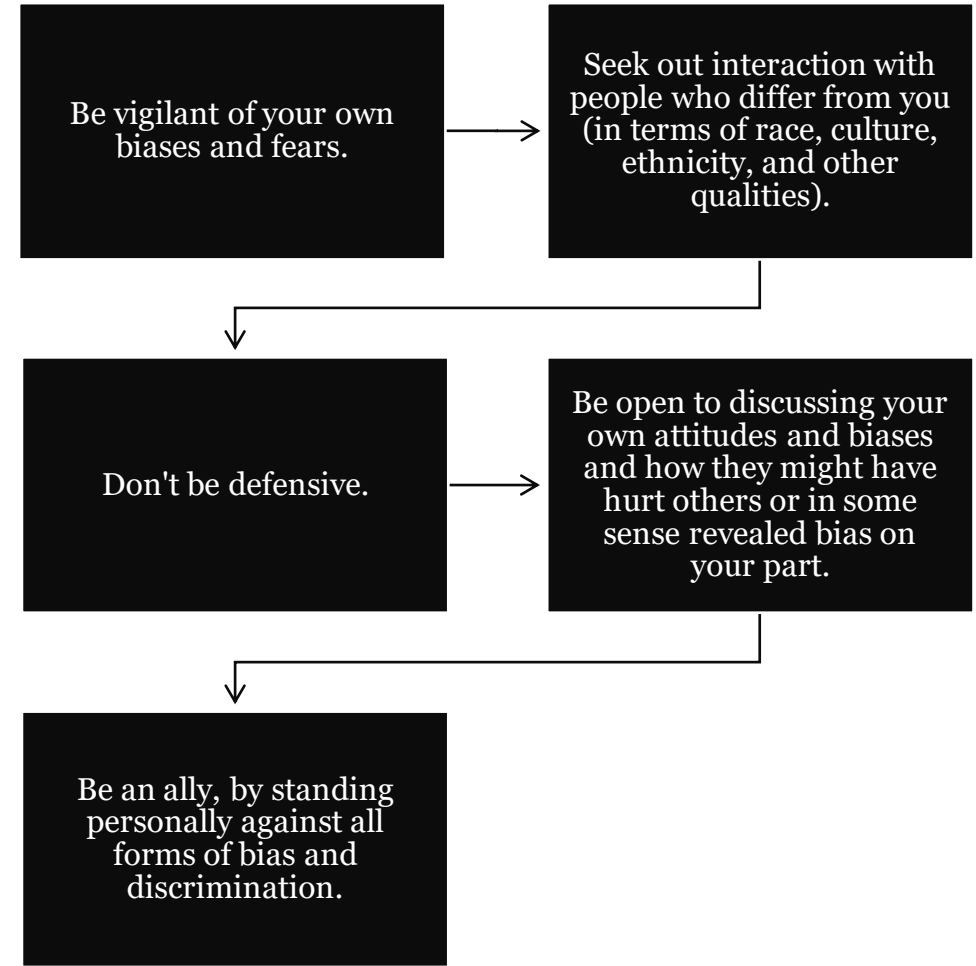 Be vigilant of your own
biases and fears.
Seek out interaction with
people who differ from you
(in terms of race, culture,
ethnicity, and other
qualities).
Don't be defensive.
Be open to discussing your
own attitudes and biases
and how they might have
hurt others or in some
sense revealed bias on
your part.
Be an ally, by standing
personally against all
forms of bias and
discrimination.